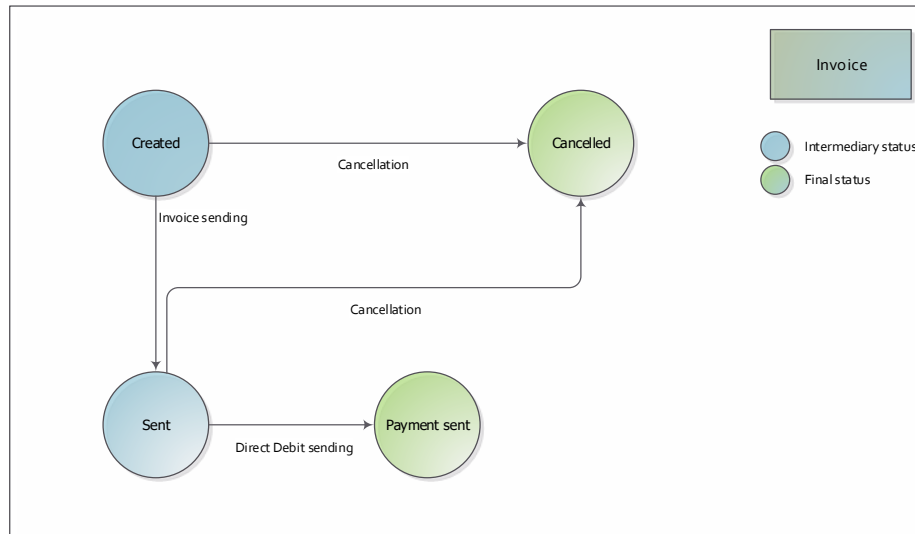 Invoice
Created
Cancelled
Intermediary status
Cancellation
Final status
Invoice sending
Cancellation
Sent
Payment sent
Direct Debit sending